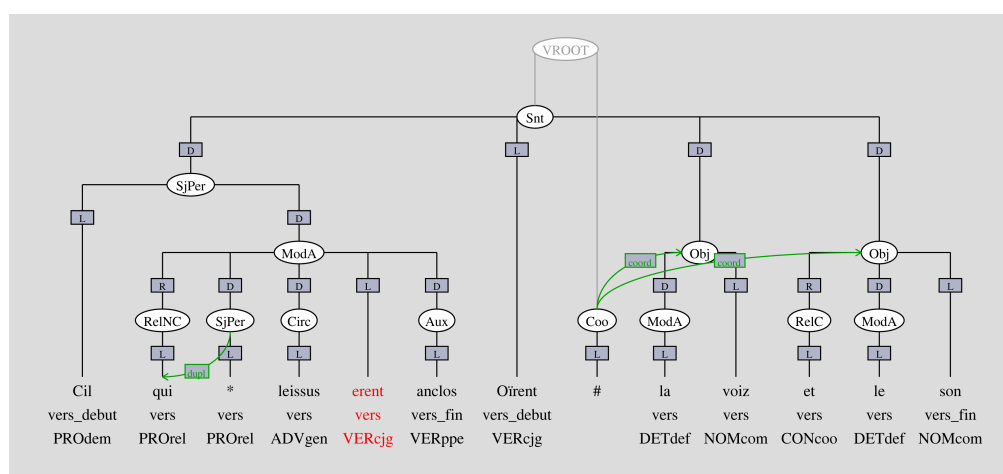 VROOT
Snt
D L D D
SjPer
L D
ModA Obj coord Obj coord
R D D L D D L R D L
RelNC SjPer Circ Aux Coo ModA RelC ModA
L L L L L L L L
dupl
Cil qui * leissus erent anclos Oïrent # la voiz et le son
vers_debut vers vers vers vers vers_fin vers_debut vers vers vers vers vers_fin
PROdem PROrel PROrel ADVgen VERcjg VERppe VERcjg DETdef NOMcom CONcoo DETdef NOMcom